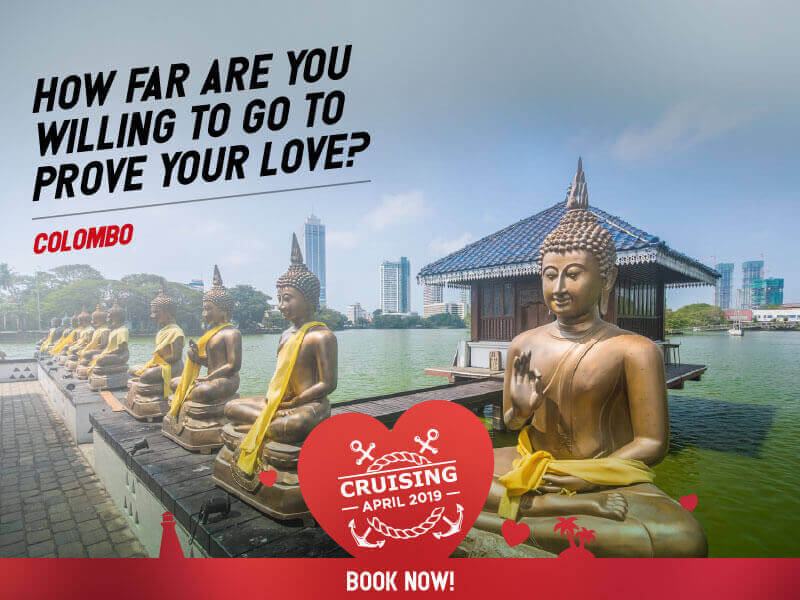 HOW FAR ARE YOU
WILLING TO GO TO
PROVE YOUR LOVE?
COLOMBO
CRUISING
APRIL 2019
BOOK NOW!